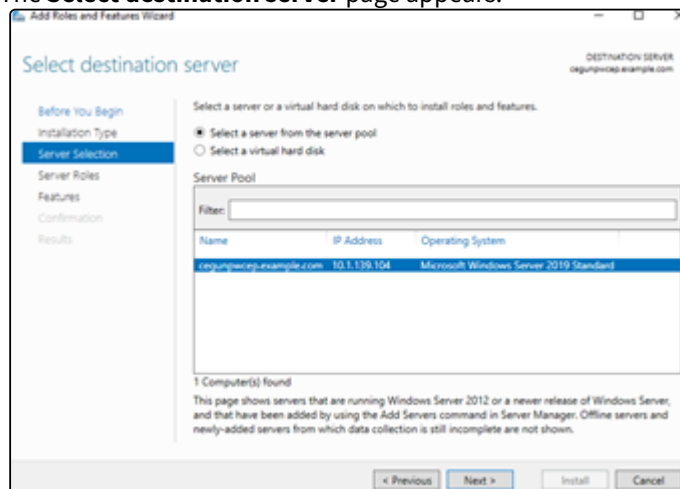 The Select destination server page appears.
Add Roles and Features Wizard
Select destination server
DESTINATION SERVER
cegunpwcep.example.com
Before You Begin
Installation Type
Server Selection
Server Roles
Features
Confirmation
Results
Select a server or a virtual hard disk on which to install roles and features.
Select a server from the server pool
Select a virtual hard disk
Server Pool
Filter:
Name IP Address Operating System
cegunpwcep.example.com 10.1.139.104 Microsoft Windows Server 2019 Standard
1 Computer(s) found
This page shows servers that are running Windows Server 2012 or a newer release of Windows Server,
and that have been added by using the Add Servers command in Server Manager. Offline servers and
newly-added servers from which data collection is still incomplete are not shown.
< Previous Next > Install Cancel